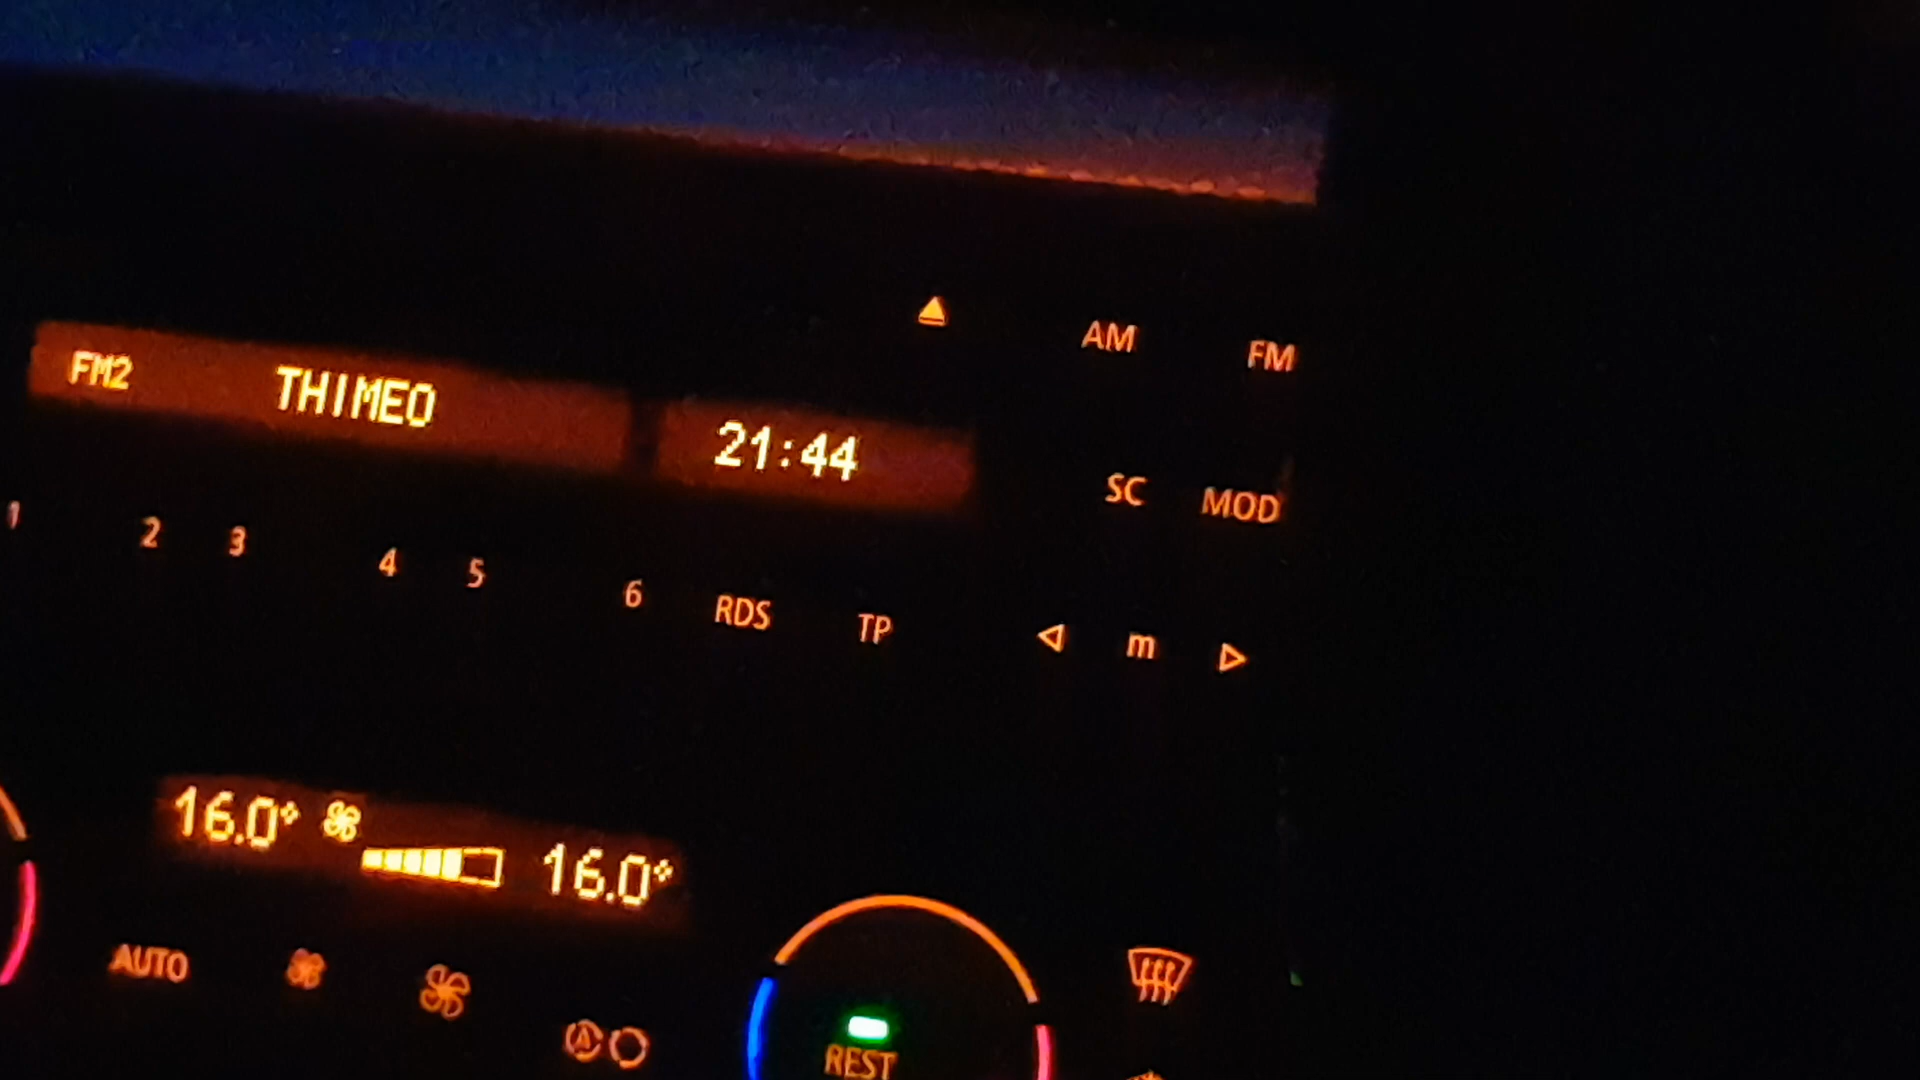 AM FM
FM2 THIMEO 21:44
SC MOD
1 2 3 4 5 6 RDS TP m
16.0° 16.0°
AUTO
REST